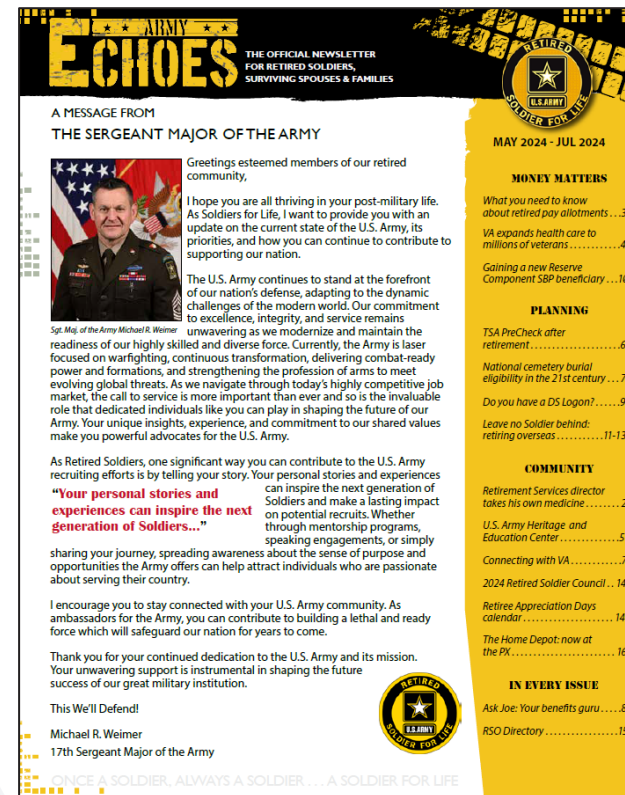 ARMY
ECHOES
THE OFFICIAL NEWSLETTER
FOR RETIRED SOLDIERS,
SURVIVING SPOUSES & FAMILIES
RETIRED
U.S.ARMY
SOLDIER FOR LIFE
A MESSAGE FROM
THE SERGEANT MAJOR OF THE ARMY
Sgt. Maj. of the Army Michael R. Weimer
Greetings esteemed members of our retired
community,
I hope you are all thriving in your post-military life.
As Soldiers for Life, I want to provide you with an
update on the current state of the U.S. Army, its
priorities, and how you can continue to contribute to
supporting our nation.
The U.S. Army continues to stand at the forefront
of our nation's defense, adapting to the dynamic
challenges of the modern world. Our commitment
to excellence, integrity, and service remains
unwavering as we modernize and maintain the
readiness of our highly skilled and diverse force. Currently, the Army is laser
focused on warfighting, continuous transformation, delivering combat-ready
power and formations, and strengthening the profession of arms to meet
evolving global threats. As we navigate through today's highly competitive job
market, the call to service is more important than ever and so is the invaluable
role that dedicated individuals like you can play in shaping the future of our
Army. Your unique insights, experience, and commitment to our shared values
make you powerful advocates for the U.S. Army.
As Retired Soldiers, one significant way you can contribute to the U.S. Army
recruiting efforts is by telling your story. Your personal stories and experiences
can inspire the next generation of
Soldiers and make a lasting impact
on potential recruits. Whether
through mentorship programs,
speaking engagements, or simply
sharing your journey, spreading awareness about the sense of purpose and
opportunities the Army offers can help attract individuals who are passionate
about serving their country.
"Your personal stories and
experiences can inspire the next
generation of Soldiers..."
I encourage you to stay connected with your U.S. Army community. As
ambassadors for the Army, you can contribute to building a lethal and ready
force which will safeguard our nation for years to come.
Thank you for your continued dedication to the U.S. Army and its mission.
Your unwavering support is instrumental in shaping the future
success of our great military institution.
This We'll Defend!
Michael R. Weimer
17th Sergeant Major of the Army
RETIRED
U.S.ARMY
SOLDIER FOR LIFE
ONCE A SOLDIER, ALWAYS A SOLDIER . . . A SOLDIER FOR LIFE
MAY 2024 - JUL 2024
MONEY MATTERS
What you need to know
about retired pay allotments . . .3
VA expands health care to
millions of veterans . . . . . . . . . . . .4
Gaining a new Reserve
Component SBP beneficiary . . .
PLANNING
TSA PreCheck after
retirement . . . . . . . . . . . . . . . . . . . . .6
National cemetery burial
eligibility in the 21st century . . . 7
Do you have a DS Logon? . . . . . .9
Leave no Soldier behind:
retiring overseas . . . . . . . . . . . 11-13
COMMUNITY
Retirement Services director
takes his own medicine . . . . . . . . 2
U.S. Army Heritage and
Education Center . . . . . . . . . . . . . .5
Connecting with VA . . . . . . . . . . . .7
2024 Retired Soldier Council . . 14
Retiree Appreciation Days
calendar . . . . . . . . . . . . . . . . . . . . . 14
The Home Depot: now at
the PX . . . . . . . . . . . . . . . . . . . . . . . 16
IN EVERY ISSUE
Ask Joe: Your benefits guru . . . . .8
RSO Directory . . . . . . . . . . . . . . . . .15